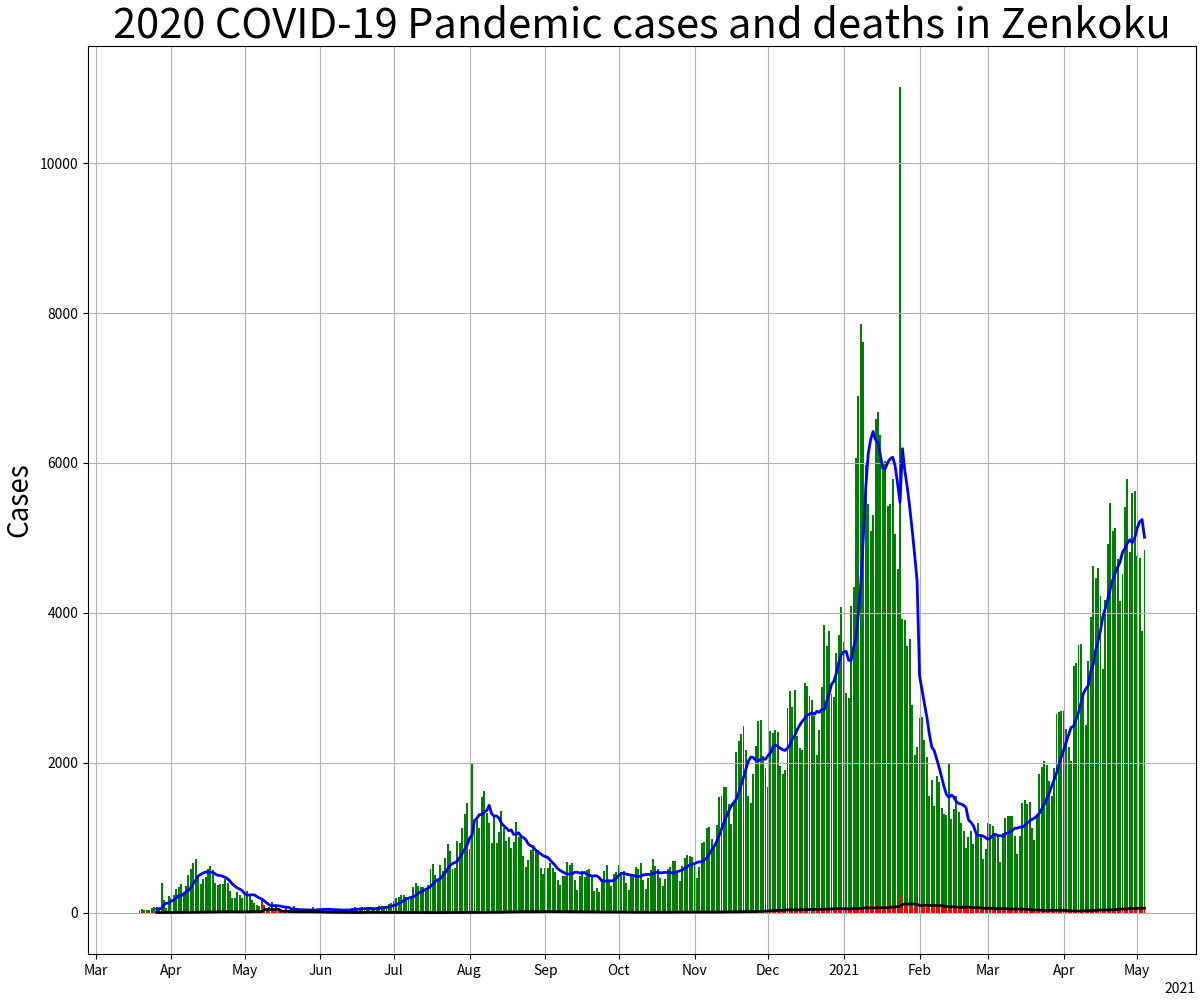 2020 COVID-19 Pandemic cases and deaths in Zenkoku
Cases
10000
8000
6000
4000
2000
0
Mar Apr May Jun Jul Aug Sep Oct Nov Dec 2021 Feb Mar Apr May
2021